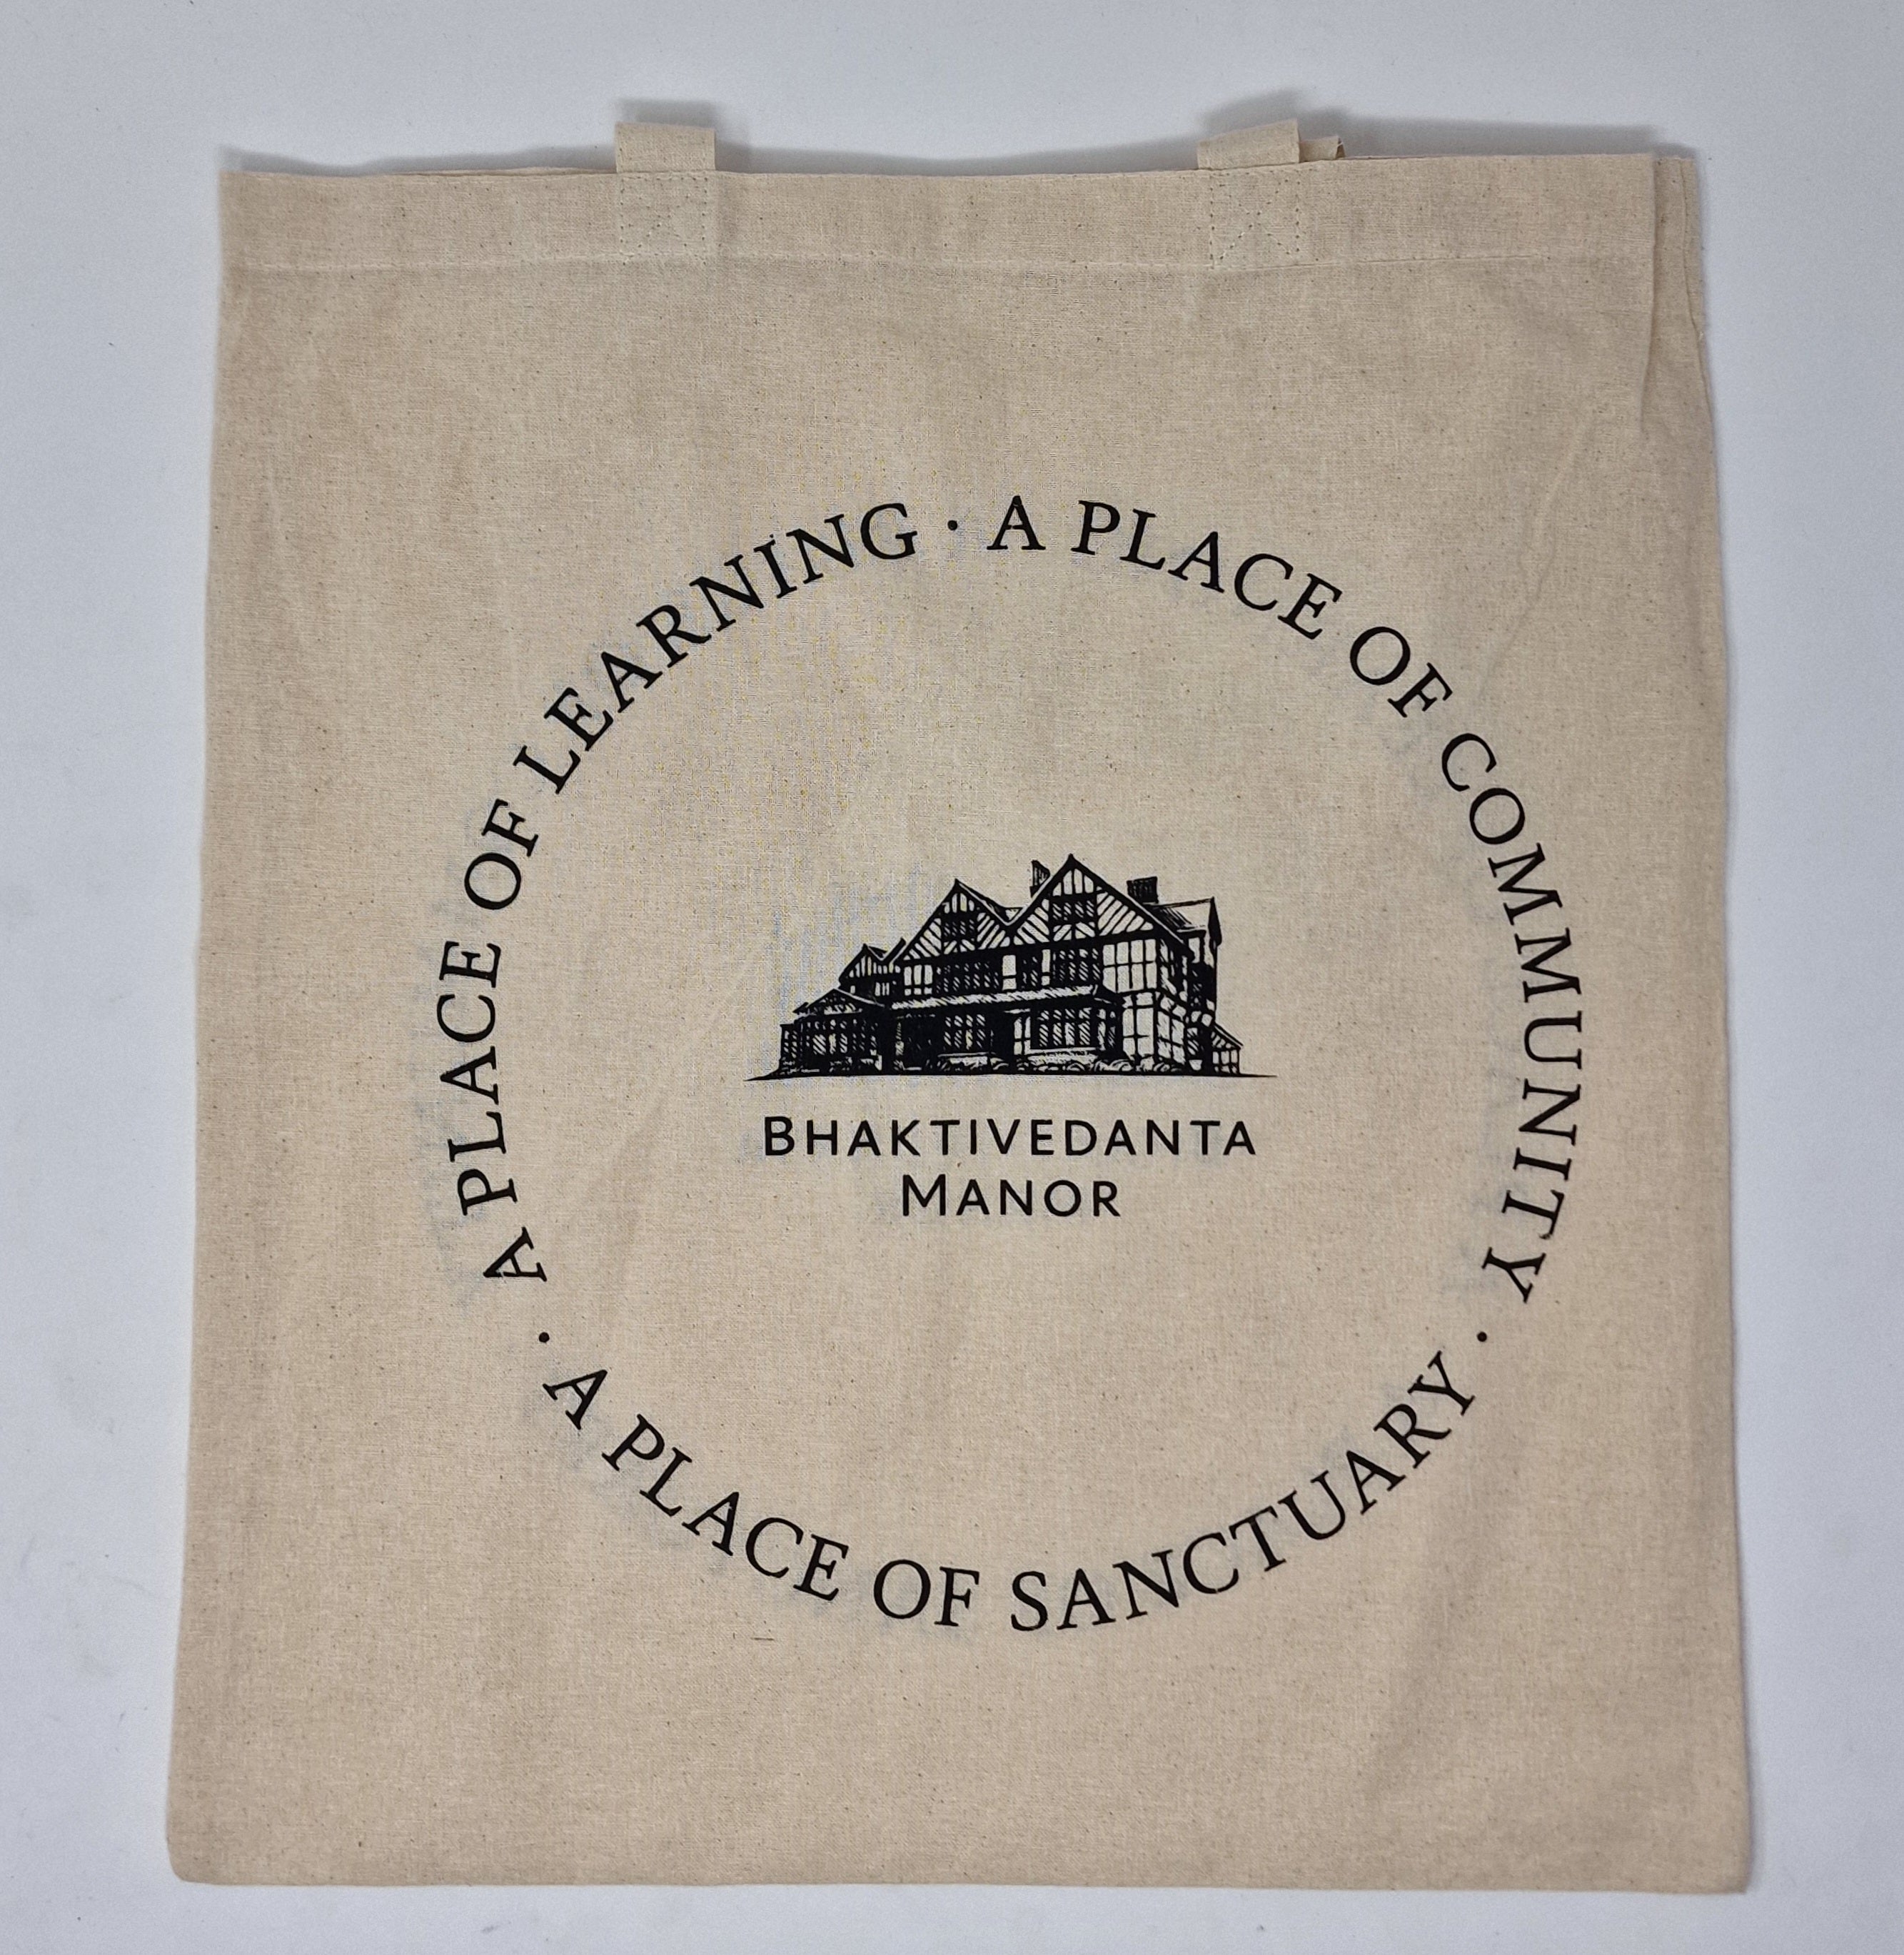 A PLACE OF LEARNING · A PLACE OF COMMUNITY ·
A PLACE OF SANCTUARY ·
BHAKTIVEDANTA
MANOR